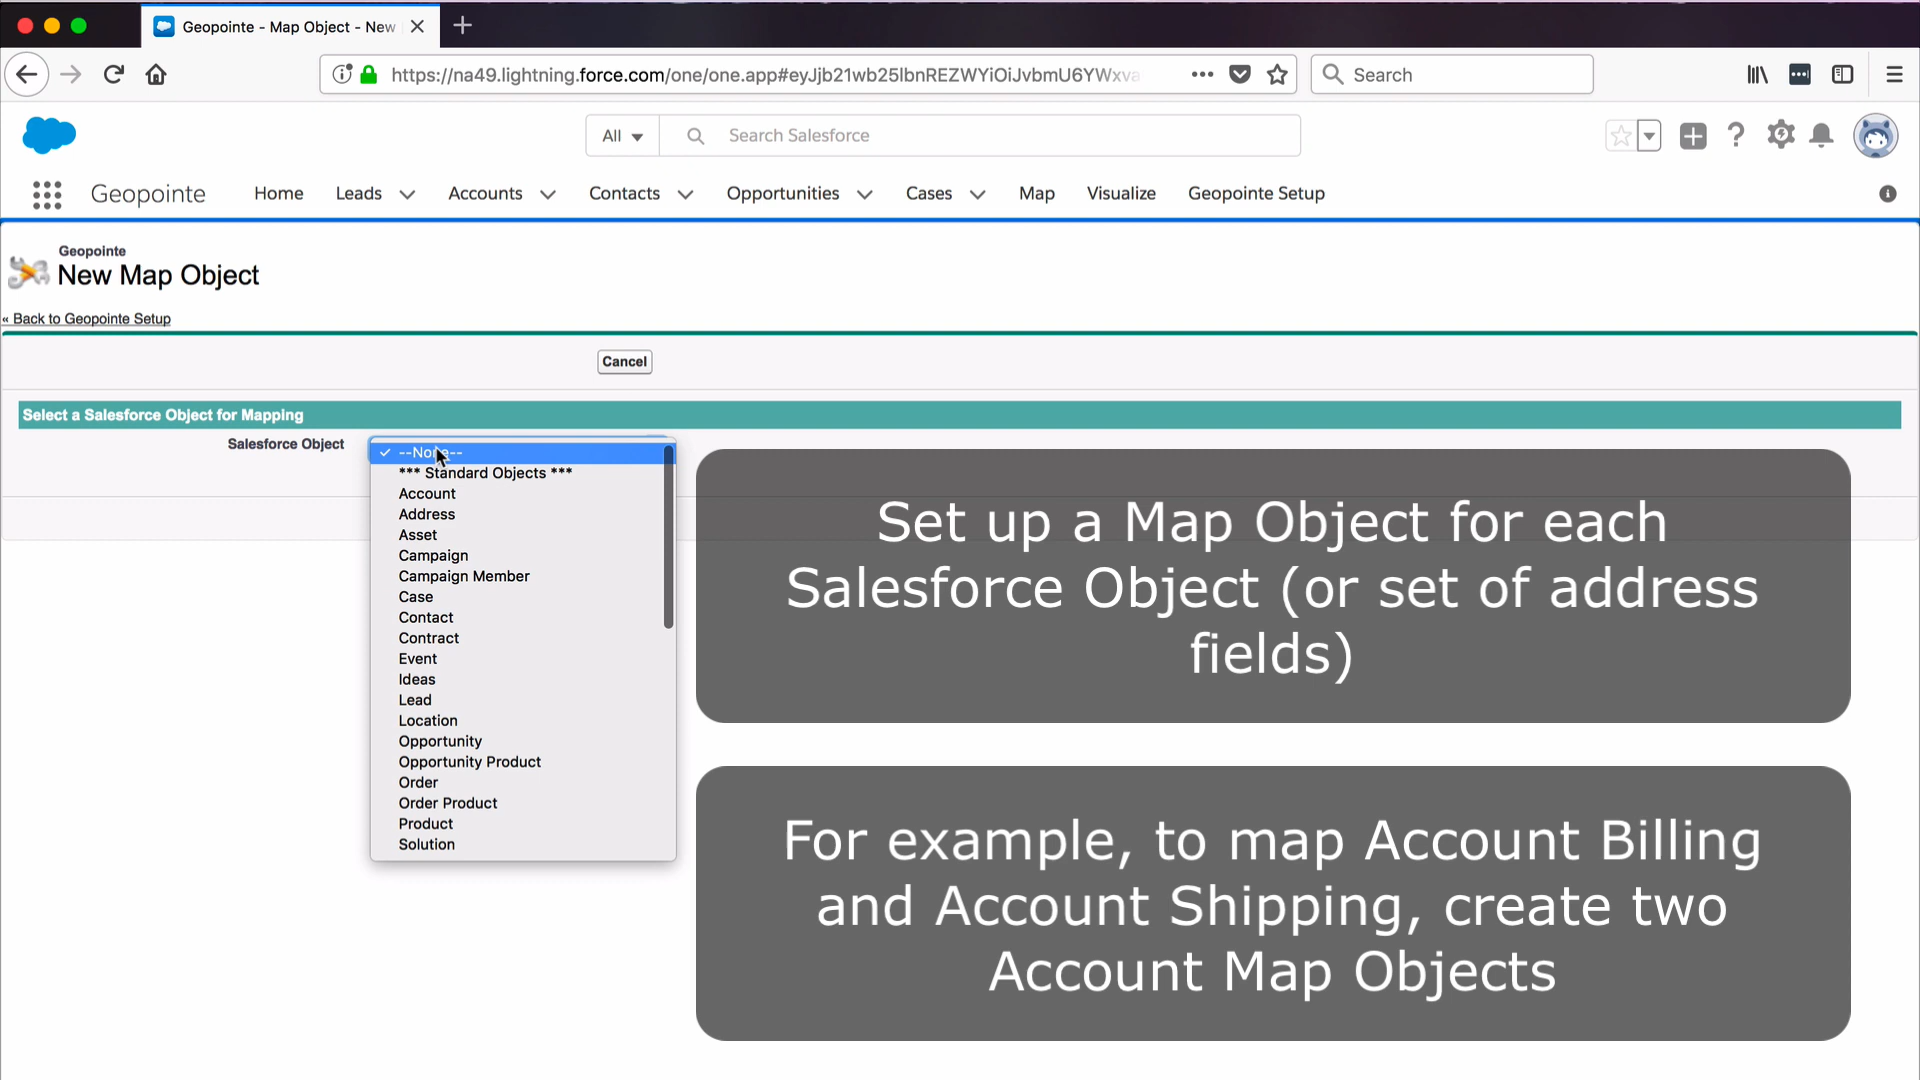 Geopointe - Map Object - New
https://na49.lightning.force.com/one/one.app#eyJjb21wb25lbnREZWYiOiJvbmU6YWxva
Search
All
Search Salesforce
Geopointe
Home
Leads
Accounts
Contacts
Opportunities
Cases
Map
Visualize
Geopointe Setup
Geopointe
New Map Object
« Back to Geopointe Setup
Cancel
Select a Salesforce Object for Mapping
Salesforce Object
--None--
*** Standard Objects ***
Account
Address
Asset
Campaign
Campaign Member
Case
Contact
Contract
Event
Ideas
Lead
Location
Opportunity
Opportunity Product
Order
Order Product
Product
Solution
Set up a Map Object for each
Salesforce Object (or set of address
fields)
For example, to map Account Billing
and Account Shipping, create two
Account Map Objects